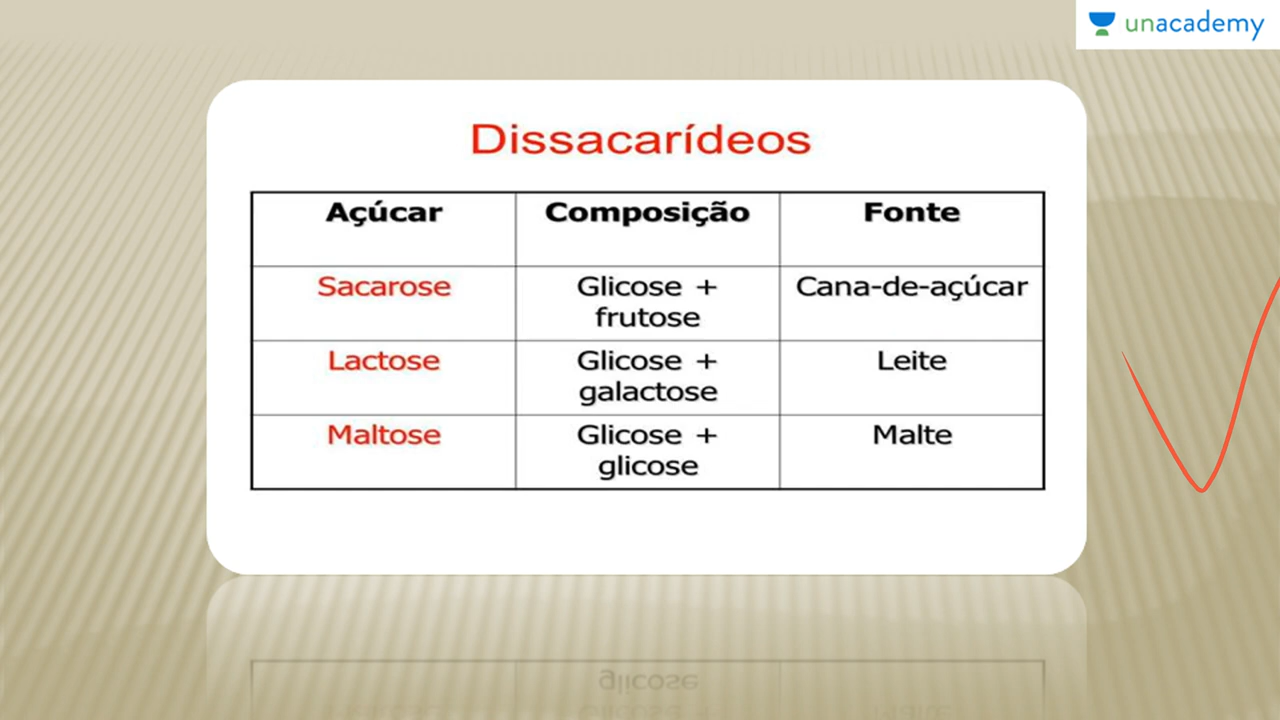 unacademy
Dissacarídeos
Açúcar Composição Fonte
Sacarose Glicose + Cana-de-açúcar
frutose
Lactose Glicose + Leite
galactose
Maltose Glicose + Malte
glicose